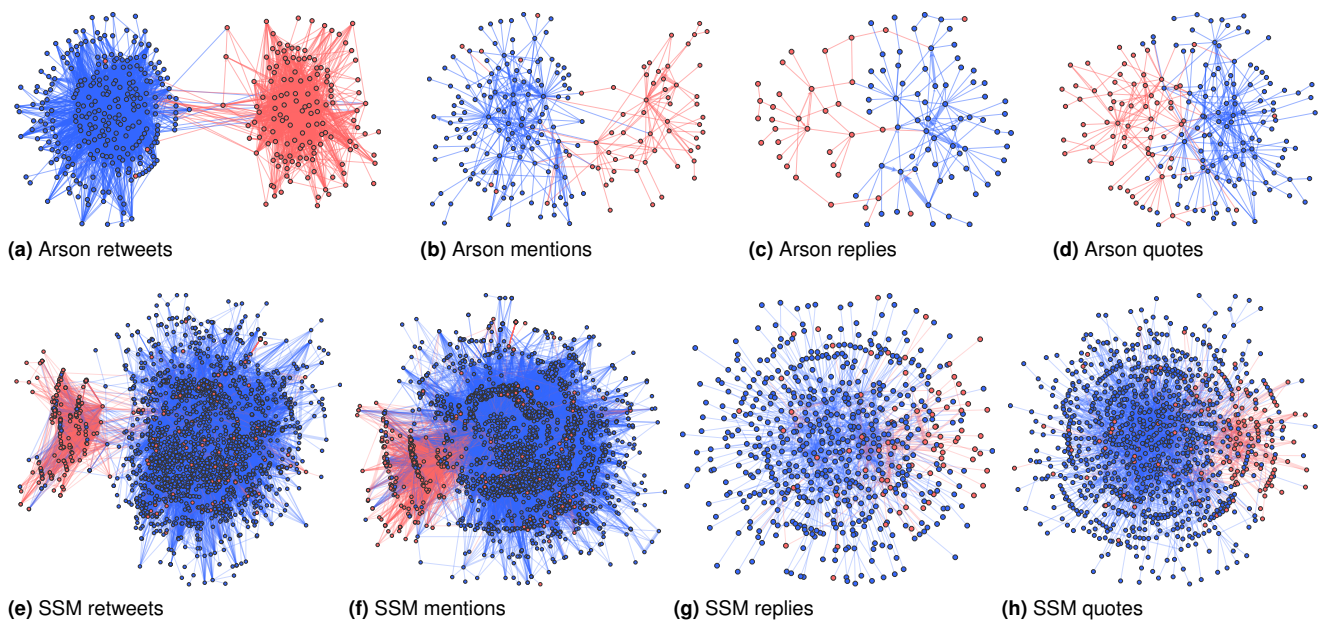 (a) Arson retweets
(b) Arson mentions
(c) Arson replies
(d) Arson quotes
(e) SSM retweets
(f) SSM mentions
(g) SSM replies
(h) SSM quotes